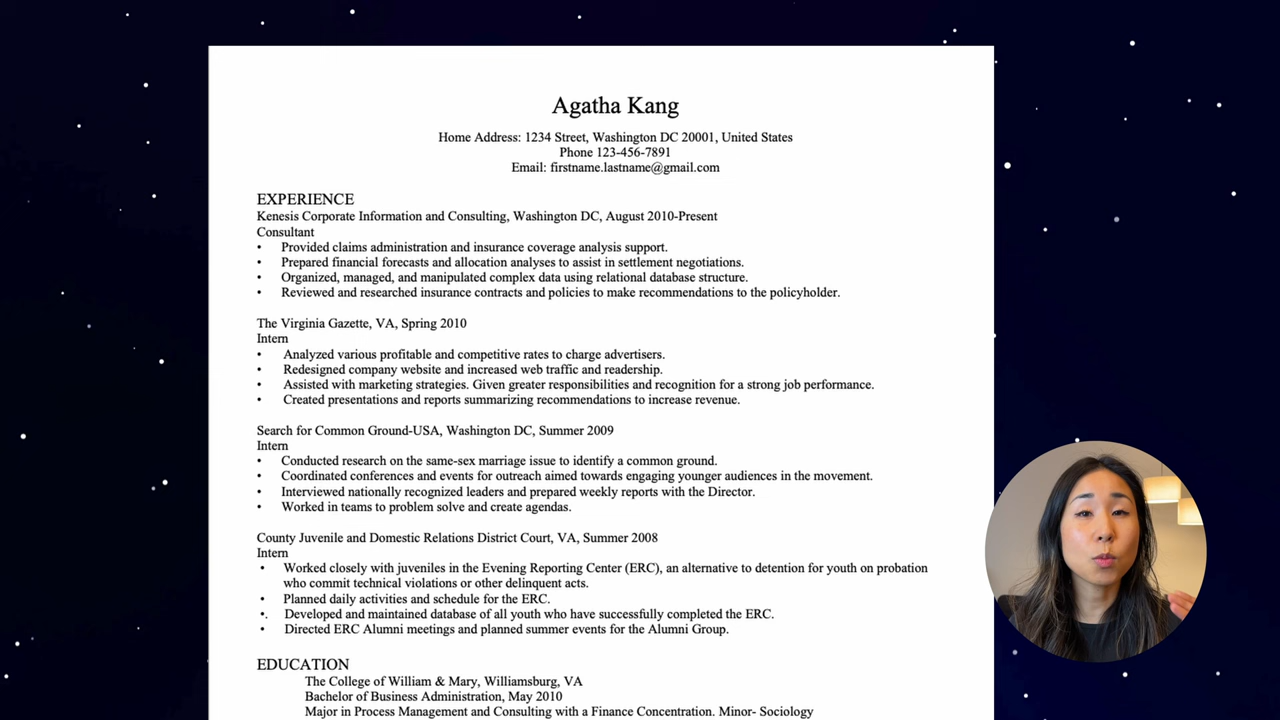 Agatha Kang
Home Address: 1234 Street, Washington DC 20001, United States
Phone 123-456-7891
Email: firstname.lastname@gmail.com
EXPERIENCE
Kenesis Corporate Information and Consulting, Washington DC, August 2010-Present
Consultant
• Provided claims administration and insurance coverage analysis support.
• Prepared financial forecasts and allocation analyses to assist in settlement negotiations.
• Organized, managed, and manipulated complex data using relational database structure.
• Reviewed and researched insurance contracts and policies to make recommendations to the policyholder.
The Virginia Gazette, VA, Spring 2010
Intern
• Analyzed various profitable and competitive rates to charge advertisers.
• Redesigned company website and increased web traffic and readership.
• Assisted with marketing strategies. Given greater responsibilities and recognition for a strong job performance.
• Created presentations and reports summarizing recommendations to increase revenue.
Search for Common Ground-USA, Washington DC, Summer 2009
Intern
• Conducted research on the same-sex marriage issue to identify a common ground.
• Coordinated conferences and events for outreach aimed towards engaging younger audiences in the movement.
• Interviewed nationally recognized leaders and prepared weekly reports with the Director.
• Worked in teams to problem solve and create agendas.
County Juvenile and Domestic Relations District Court, VA, Summer 2008
Intern
• Worked closely with juveniles in the Evening Reporting Center (ERC), an alternative to detention for youth on probation
who commit technical violations or other delinquent acts.
• Planned daily activities and schedule for the ERC.
•. Developed and maintained database of all youth who have successfully completed the ERC.
• Directed ERC Alumni meetings and planned summer events for the Alumni Group.
EDUCATION
The College of William & Mary, Williamsburg, VA
Bachelor of Business Administration, May 2010
Major in Process Management and Consulting with a Finance Concentration. Minor- Sociology